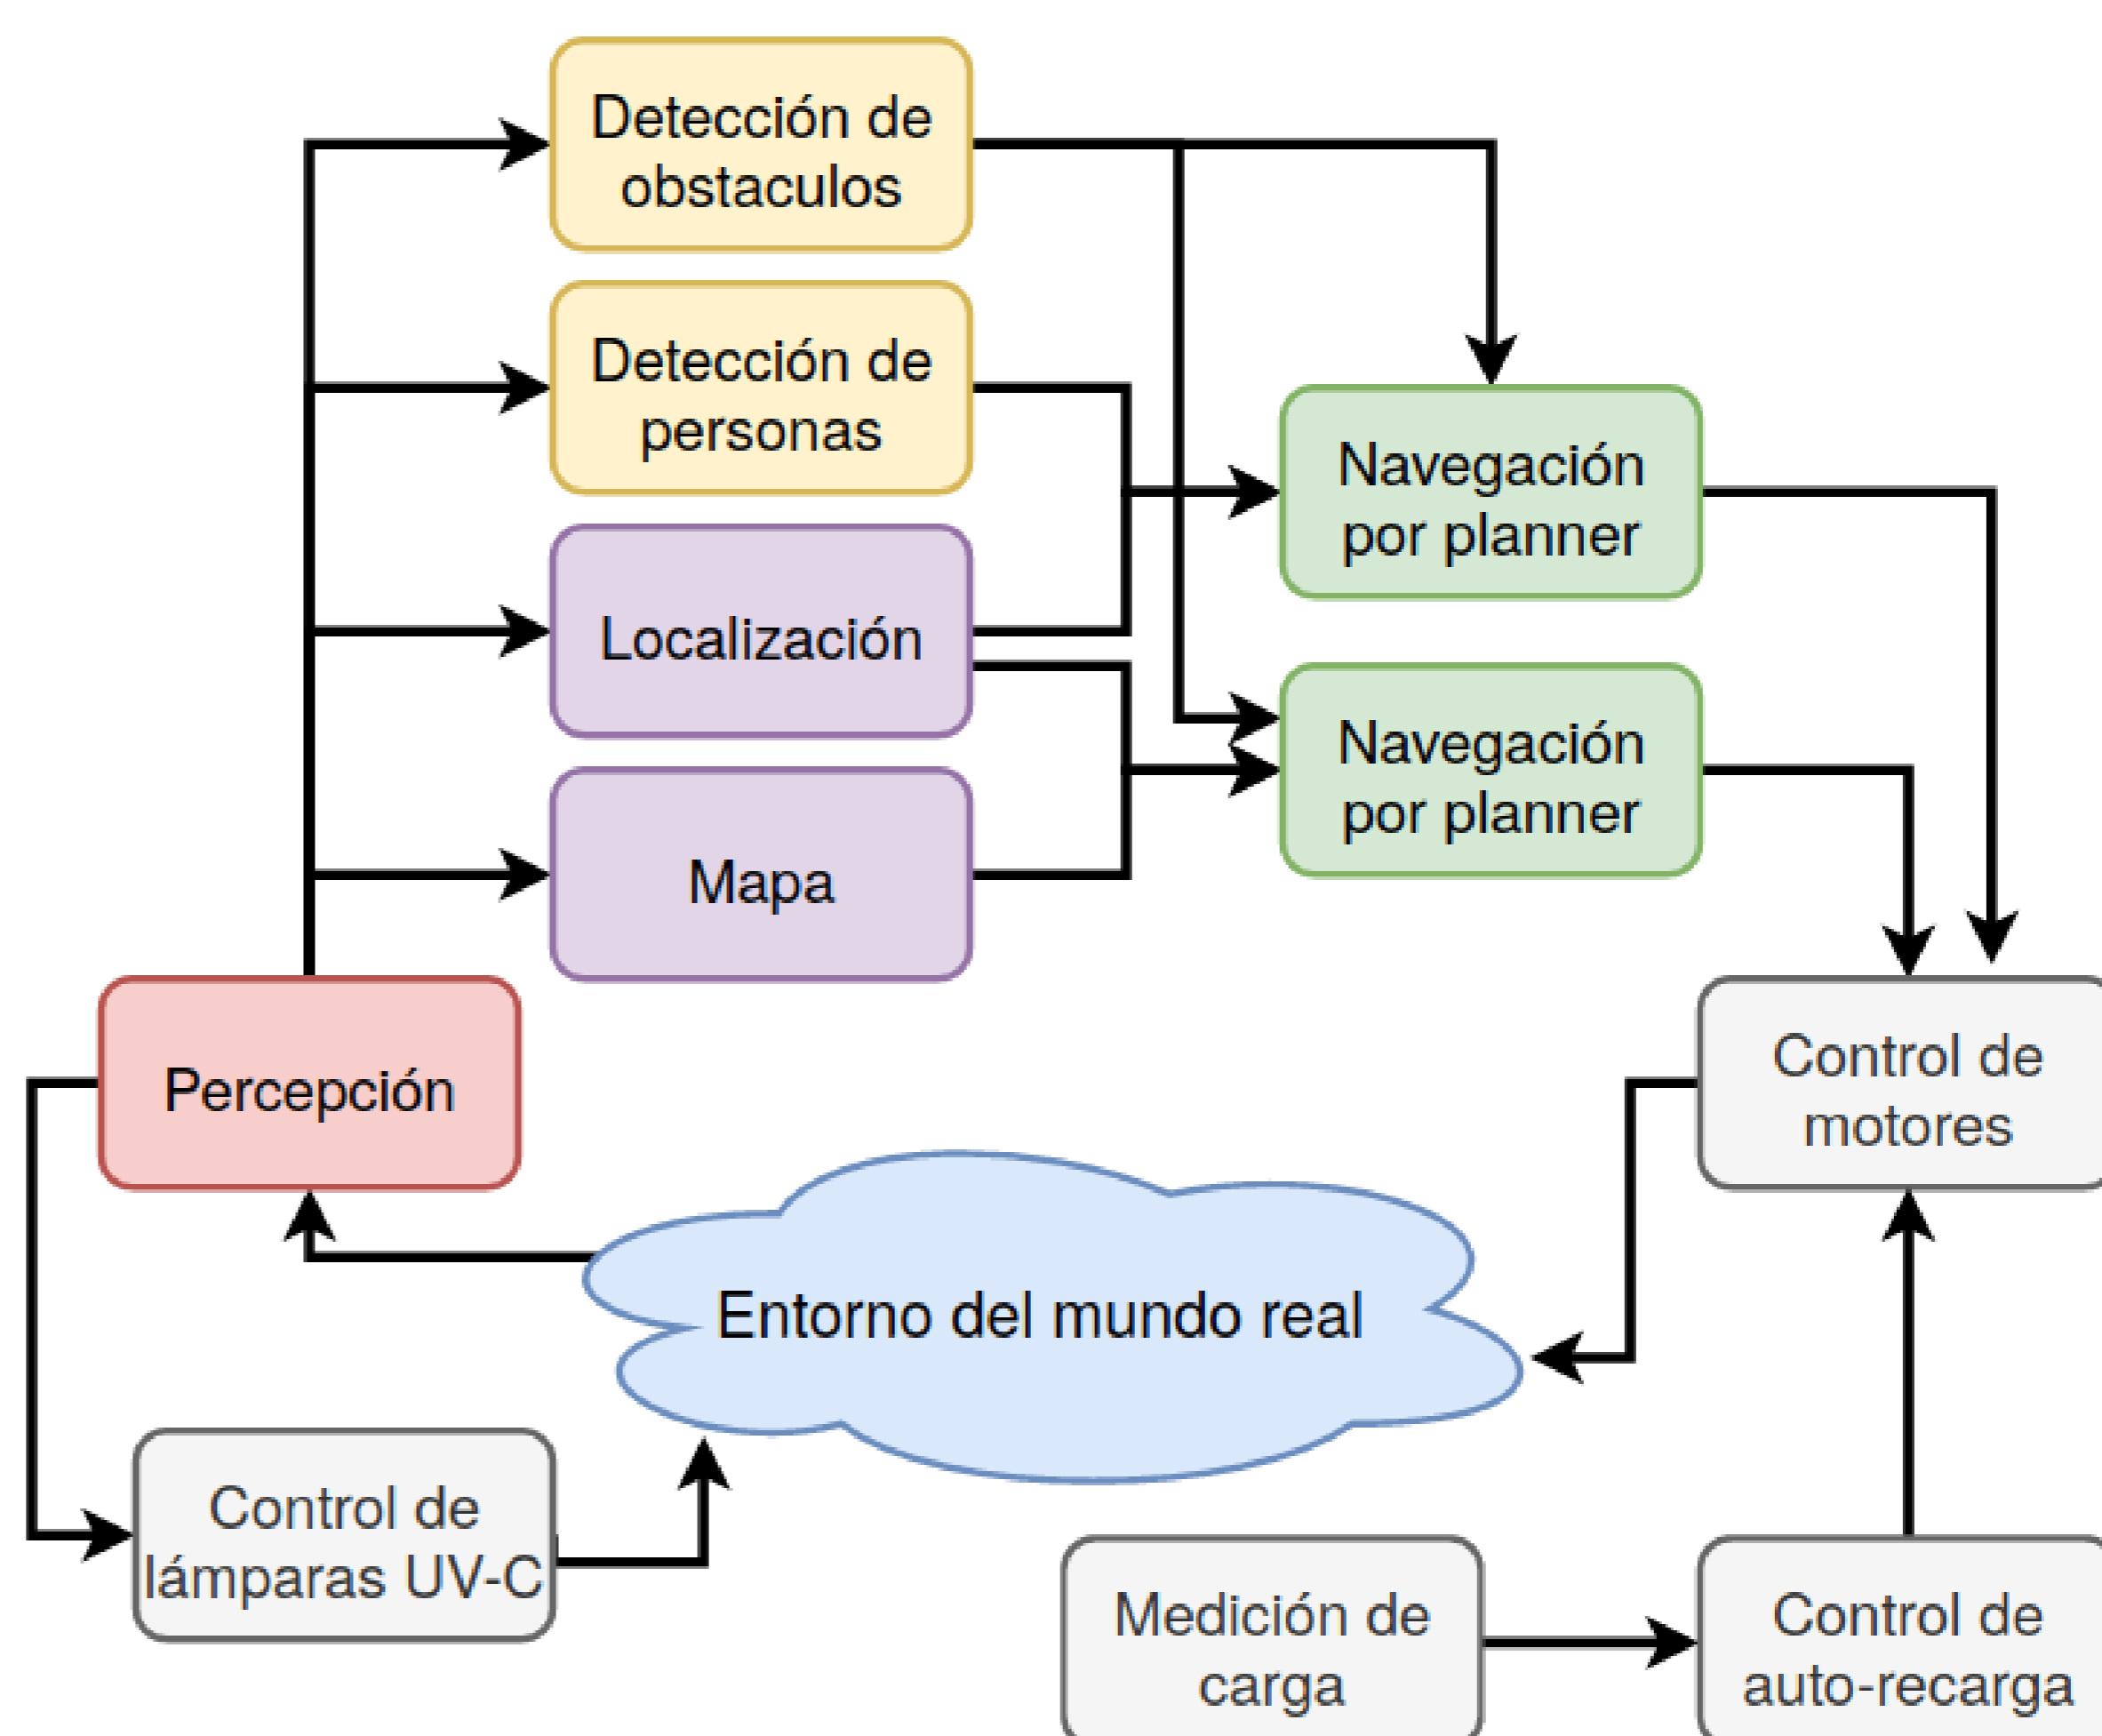 Detección de
obstaculos
Detección de
personas
Navegación
por planner
Localización
Navegación
por planner
Mapa
Percepción
Control de
motores
Entorno del mundo real
Control de
lámparas UV-C
Medición de
carga
Control de
auto-recarga